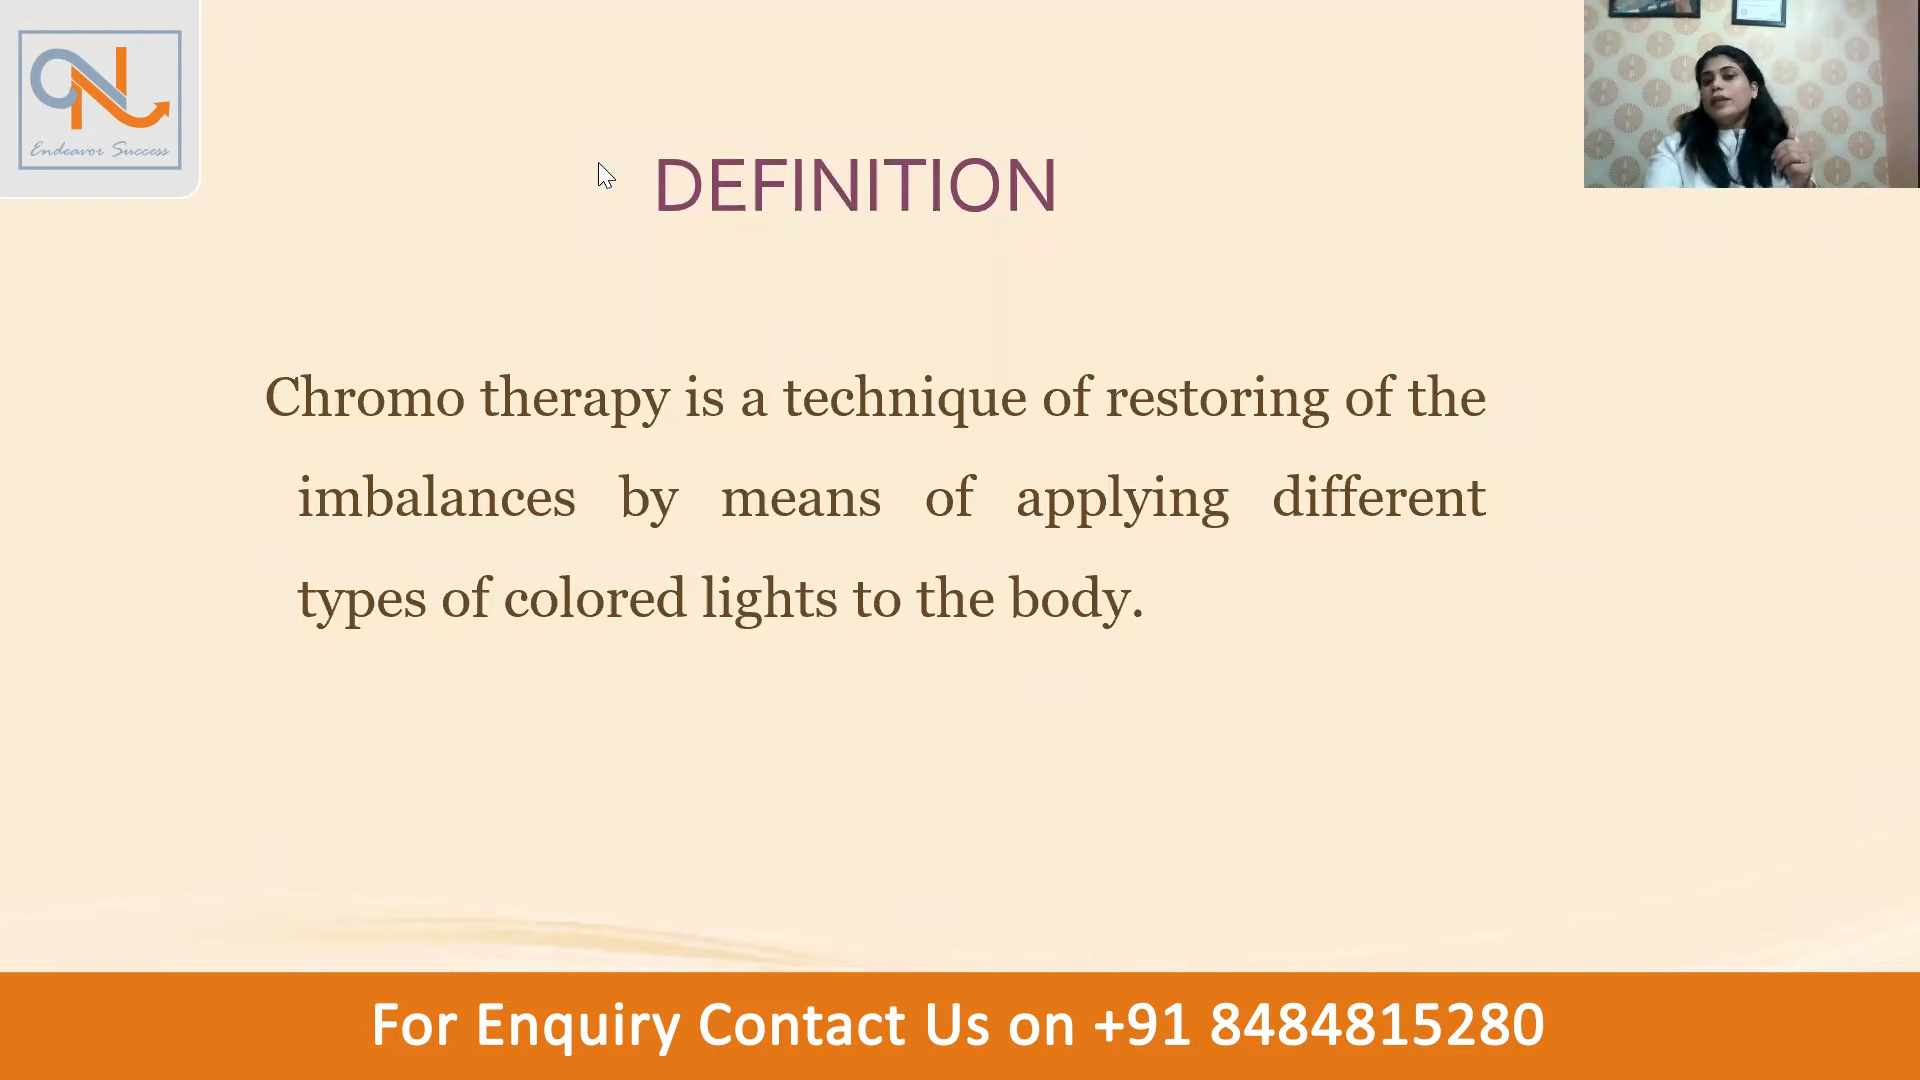 Endeavor Success
DEFINITION
Chromo therapy is a technique of restoring of the
imbalances by means of applying different
types of colored lights to the body.
For Enquiry Contact Us on +91 8484815280